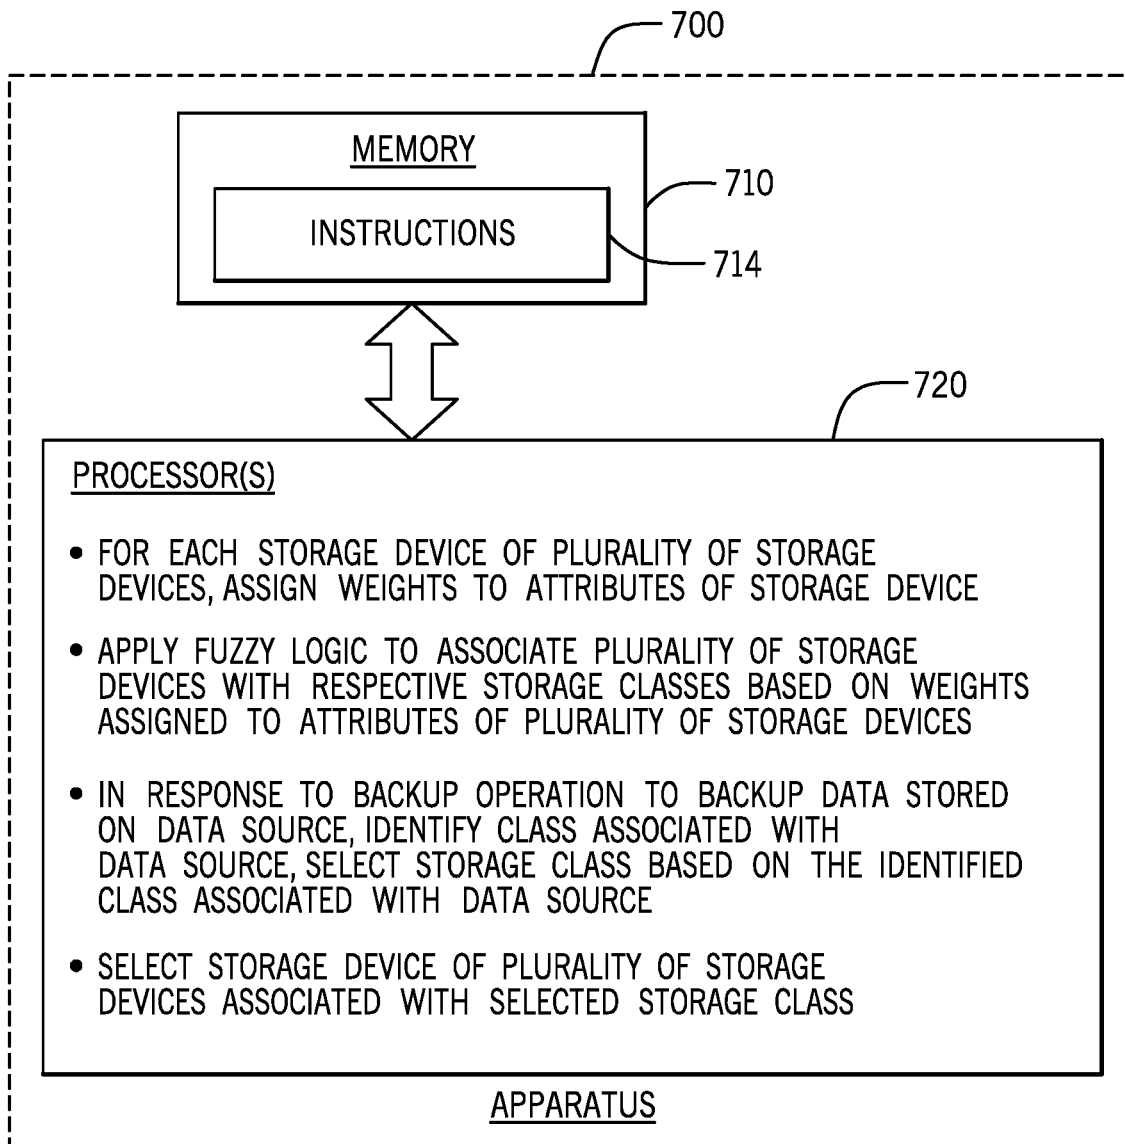 700
MEMORY
INSTRUCTIONS
710
714
720
PROCESSOR(S)
• FOR EACH STORAGE DEVICE OF PLURALITY OF STORAGE
DEVICES, ASSIGN WEIGHTS TO ATTRIBUTES OF STORAGE DEVICE
• APPLY FUZZY LOGIC TO ASSOCIATE PLURALITY OF STORAGE
DEVICES WITH RESPECTIVE STORAGE CLASSES BASED ON WEIGHTS
ASSIGNED TO ATTRIBUTES OF PLURALITY OF STORAGE DEVICES
• IN RESPONSE TO BACKUP OPERATION TO BACKUP DATA STORED
ON DATA SOURCE, IDENTIFY CLASS ASSOCIATED WITH
DATA SOURCE, SELECT STORAGE CLASS BASED ON THE IDENTIFIED
CLASS ASSOCIATED WITH DATA SOURCE
• SELECT STORAGE DEVICE OF PLURALITY OF STORAGE
DEVICES ASSOCIATED WITH SELECTED STORAGE CLASS
APPARATUS